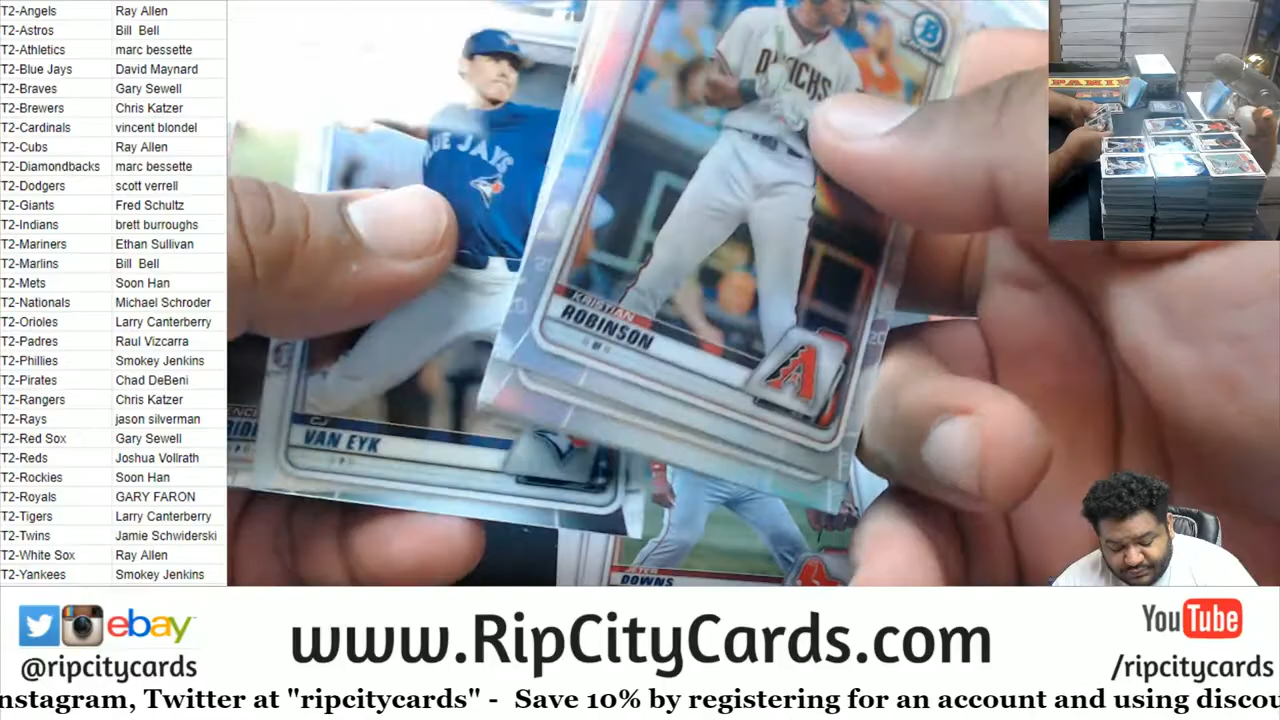 T2-Angels Ray Allen
T2-Astros Bill Bell
T2-Athletics marc bessette
T2-Blue Jays David Maynard
T2-Braves Gary Sewell
T2-Brewers Chris Katzer
T2-Cardinals vincent blondel
T2-Cubs Ray Allen
T2-Diamondbacks marc bessette
T2-Dodgers scott verrell
T2-Giants Fred Schultz
T2-Indians brett burroughs
T2-Mariners Ethan Sullivan
T2-Marlins Bill Bell
T2-Mets Soon Han
T2-Nationals Michael Schroder
T2-Orioles Larry Canterberry
T2-Padres Raul Vizcarra
T2-Phillies Smokey Jenkins
T2-Pirates Chad DeBeni
T2-Rangers Chris Katzer
T2-Rays jason silverman
T2-Red Sox Gary Sewell
T2-Reds Joshua Vollrath
T2-Rockies Soon Han
T2-Royals GARY FARON
T2-Tigers Larry Canterberry
T2-Twins Jamie Schwiderski
T2-White Sox Ray Allen
T2-Yankees Smokey Jenkins
KRISTIAN
ROBINSON
CJ
VAN EYK
JETER
DOWNS
PANINI
ebay
@ripcitycards
www.RipCityCards.com
YouTube
/ripcitycards
nstagram, Twitter at "ripcitycards" - Save 10% by registering for an account and using discou